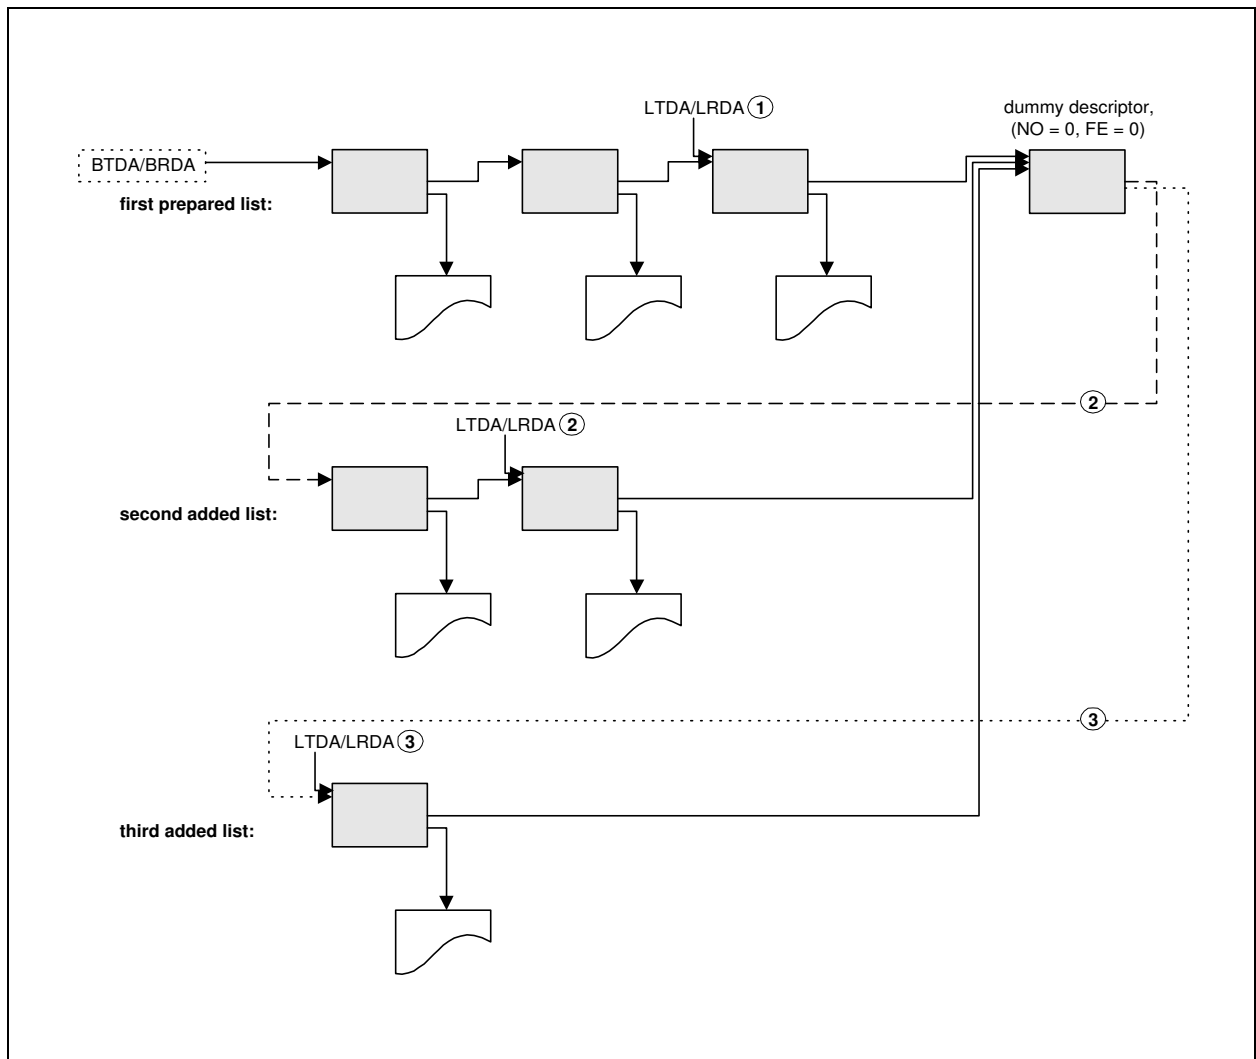 LTDA/LRDA 1
dummy descriptor,
(NO = 0, FE = 0)
BTDA/BRDA
first prepared list:
2
LTDA/LRDA 2
second added list:
3
LTDA/LRDA 3
third added list: